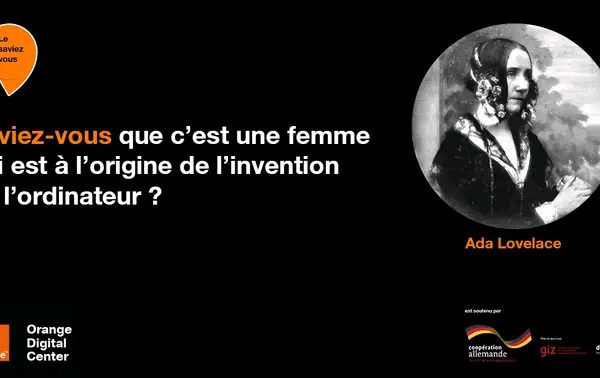 Le
saviez
vous
viez-vous que c'est une femme
i est à l'origine de l'invention
l'ordinateur ?
Ada Lovelace
Orange
Digital
Center
est soutenu par
coopération
allemande
giz